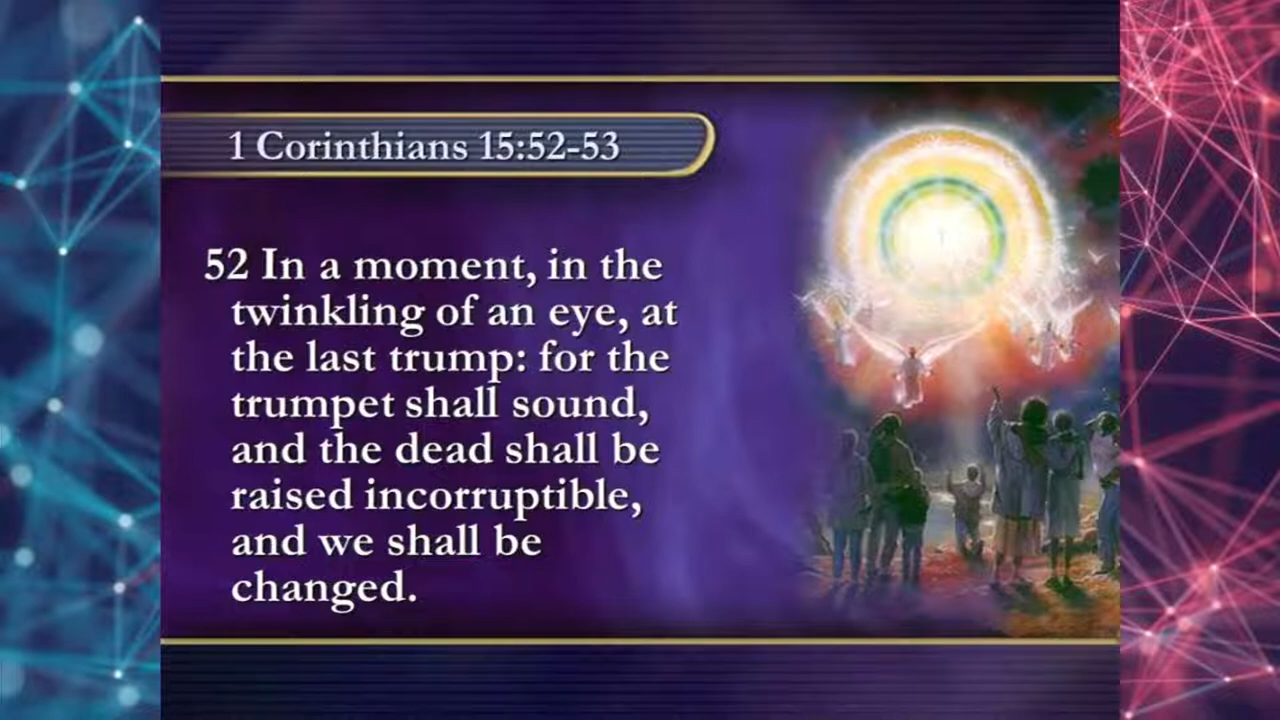 1 Corinthians 15:52-53
52 In a moment, in the
twinkling of an eye, at
the last trump: for the
trumpet shall sound,
and the dead shall be
raised incorruptible,
and we shall be
changed.